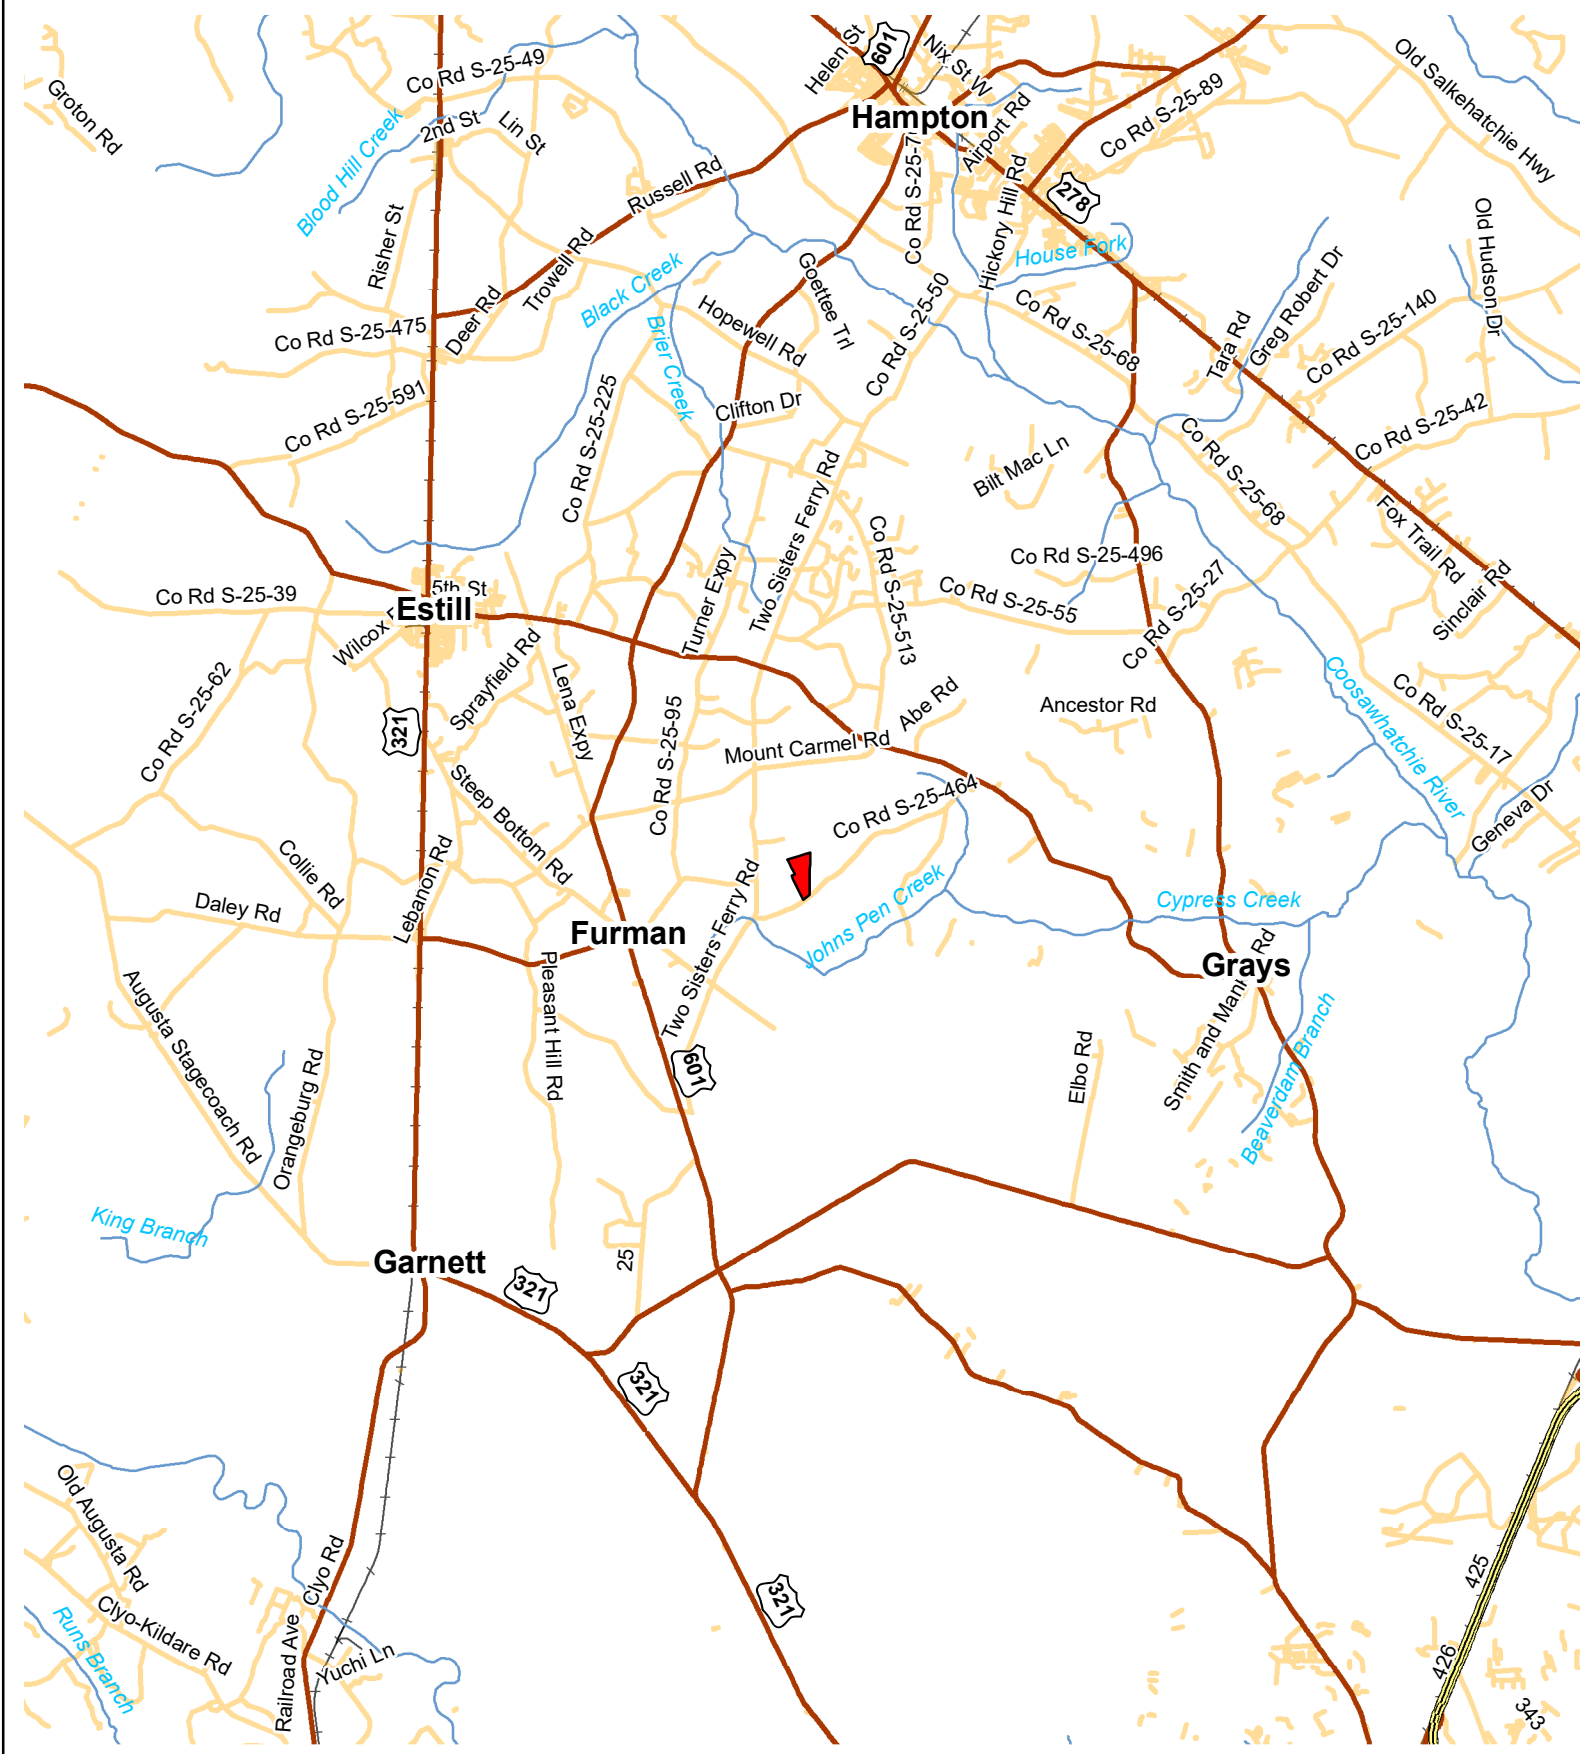 Helen St
601
Nix St W
Old Salkehatchie Hwy
Co Rd S-25-49
Groton Rd
2nd St
Lin St
Hampton
Airport Rd
Co Rd S-25-89
Blood Hill Creek
Co Rd S-25-7
Russell Rd
278
Hickory Hill Rd
Risher St
House Fork
Old Hudson Dr
Trowell Rd
Black Creek
Goettee Trl
Greg Robert Dr
Deer Rd
Co Rd S-25-475
Hopewell Rd
Co Rd S-25-50
Co Rd S-25-68
Tara Rd
Co Rd S-25-140
Brier Creek
Co Rd S-25-591
Co Rd S-25-225
Clifton Dr
Co Rd S-25-42
Bilt Mac Ln
Co Rd S-25-68
Two Sisters Ferry Rd
Fox Trail Rd
Co Rd S-25-513
Co Rd S-25-496
Co Rd S-25-39
5th St
Estill
Turner Expy
Co Rd S-25-55
Co Rd S-25-27
Sinclair Rd
Wilcox
Sprayfield Rd
Co Rd S-25-62
Lena Expy
Coosawhatchie River
321
Co Rd S-25-95
Abe Rd
Ancestor Rd
Co Rd S-25-17
Mount Carmel Rd
Steep Bottom Rd
Co Rd S-25-464
Geneva Dr
Collie Rd
Lebanon Rd
Daley Rd
Johns Pen Creek
Cypress Creek
Furman
Two Sisters Ferry Rd
Grays
Rd
Pleasant Hill Rd
Augusta Stagecoach Rd
Smith and Man
Beaverdam Branch
Orangeburg Rd
601
Elbo Rd
King Branch
Garnett
25
321
321
Old Augusta Rd
Clyo Rd
425
321
Clyo-Kildare Rd
Runs Branch
Railroad Ave
Yuchi Ln
426
343